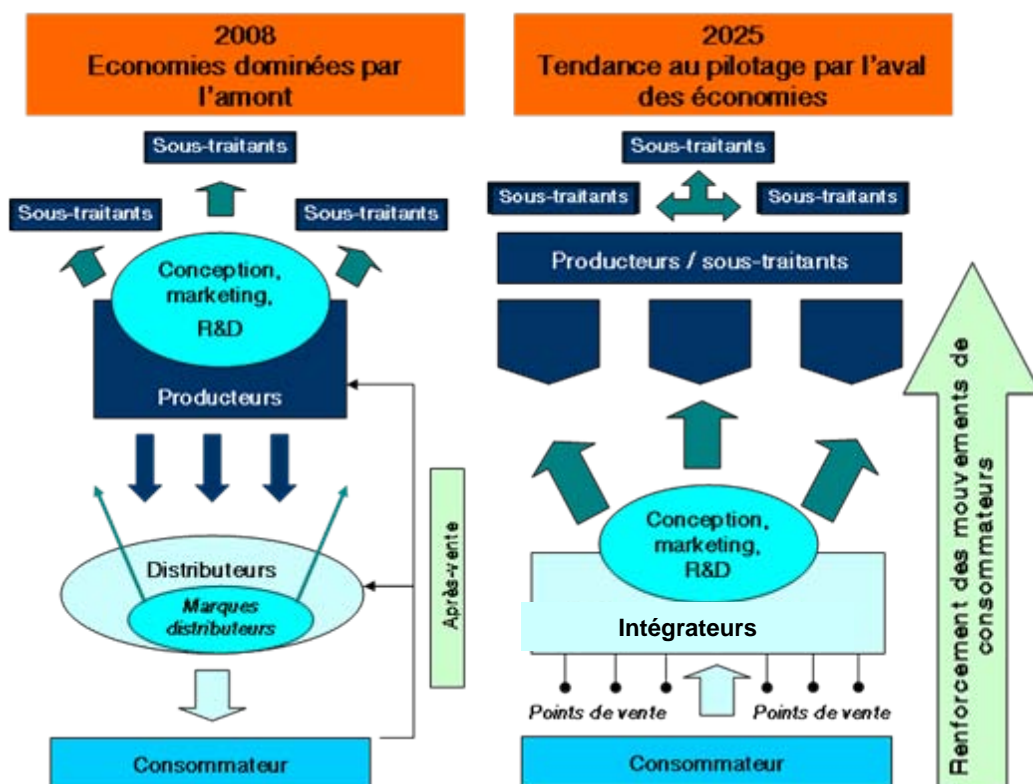 2008
Economies dominées par
l'amont
Sous-traitants
Sous-traitants
Sous-traitants
Conception,
marketing,
R&D
Producteurs
Distributeurs
Marques
distributeurs
Après-vente
Consommateur
2025
Tendance au pilotage par l'aval
des économies
Sous-traitants
Sous-traitants
Sous-traitants
Producteurs / sous-traitants
Conception,
marketing,
R&D
Intégrateurs
Points de vente
Points de vente
Consommateur
Renforcement des mouvements de
consommateurs